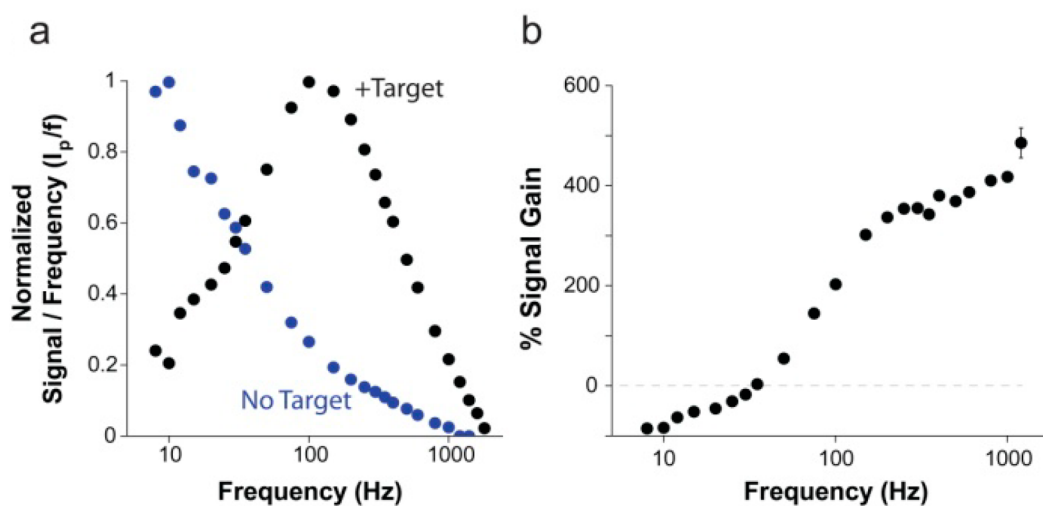 a
Normalized
Signal / Frequency (Ip/f)
1
0.8
0.6
0.4
0.2
0
+Target
No Target
10
100
1000
Frequency (Hz)
b
% Signal Gain
600
400
200
0
10
100
1000
Frequency (Hz)